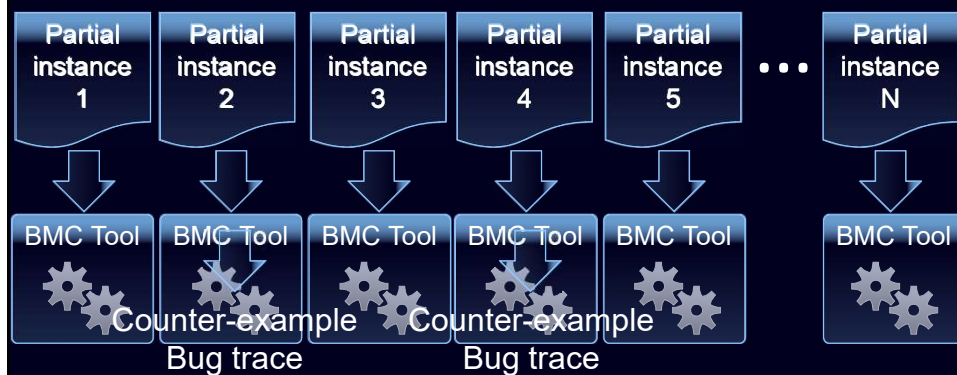 Partial
instance
1
Partial
instance
2
Partial
instance
3
Partial
instance
4
Partial
instance
5
...
Partial
instance
N
BMC Tool
BMC Tool
BMC Tool
BMC Tool
BMC Tool
BMC Tool
Counter-example
Bug trace
Counter-example
Bug trace